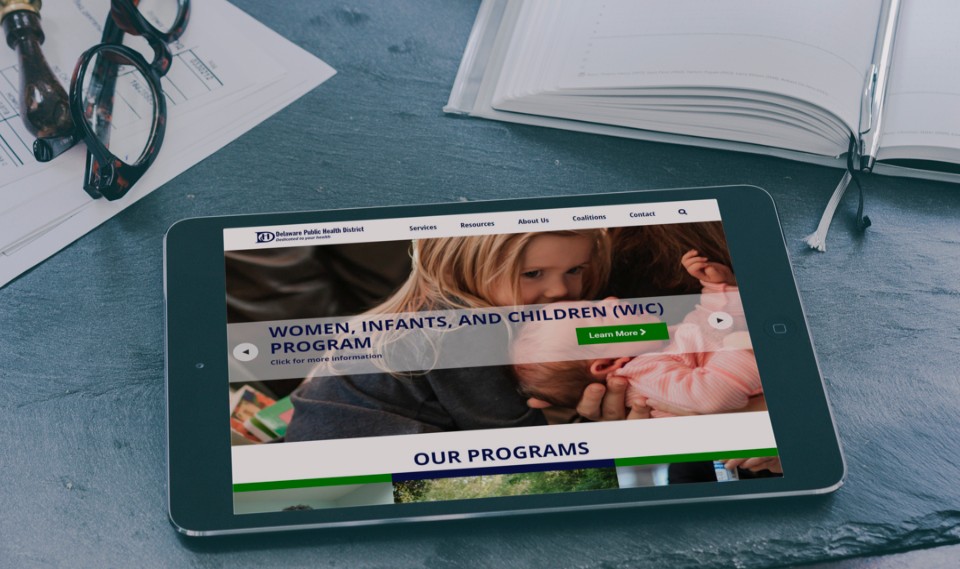 Delaware Public Health District
Dedicated to your health
Services
Resources
About Us
Coalitions
Contact
WOMEN, INFANTS, AND CHILDREN (WIC)
PROGRAM
Click for more information
Learn More
OUR PROGRAMS